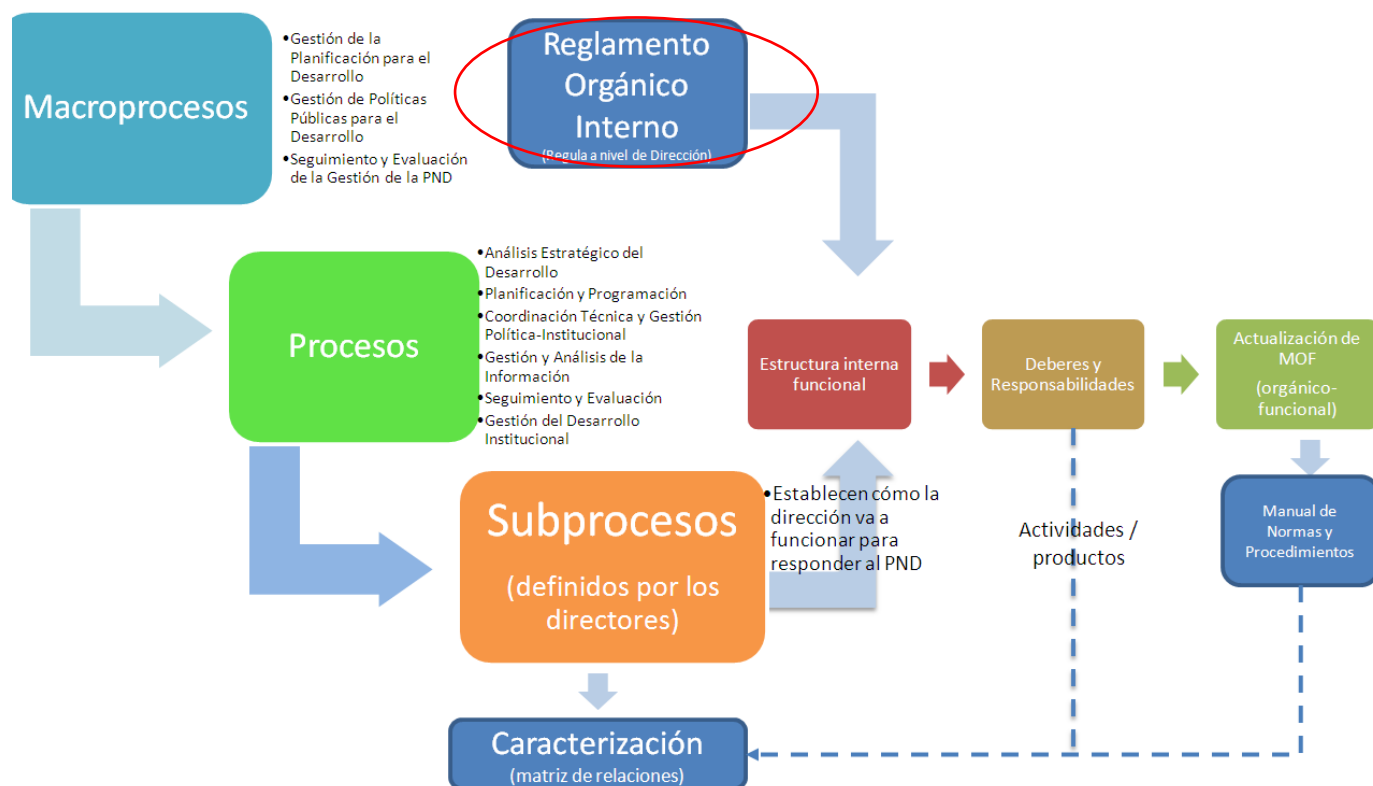 Macroprocesos
•Gestión de la
Planificación para el
Desarrollo
•Gestión de Políticas
Públicas para el
Desarrollo
•Seguimiento y Evaluación
de la Gestión de la PND
Reglamento
Orgánico
Interno
(Regula a nivel de Dirección)
Procesos
•Análisis Estratégico del
Desarrollo
•Planificación y Programación
•Coordinación Técnica y Gestión
Política-Institucional
•Gestión y Análisis de la
Información
•Seguimiento y Evaluación
•Gestión del Desarrollo
Institucional
Estructura interna
funcional
Deberes y
Responsabilidades
Actualización de
MOF
(orgánico-
funcional)
Subprocesos
(definidos por los
directores)
•Establecen cómo la
dirección va a
funcionar para
responder al PND
Actividades /
productos
Manual de
Normas y
Procedimientos
Caracterización
(matriz de relaciones)